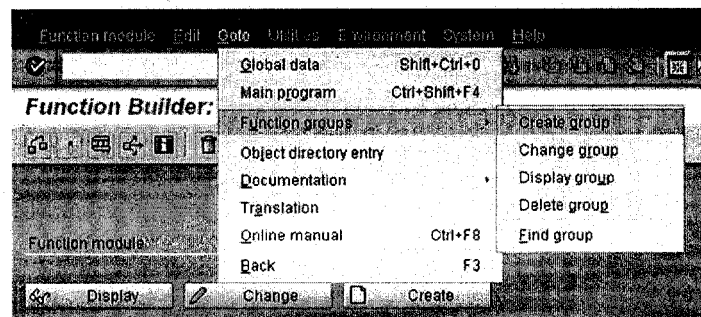 Function module Edit Goto Utilities Environment System Help
Global data Shift+Ctrl+0
Main program Ctrl+Shift+F4
Function Builder:
Function groups
Create group
Object directory entry
Change group
Documentation
Display group
Translation
Delete group
Function module
Online manual Ctrl+F8
Find group
Back F3
Display Change Create